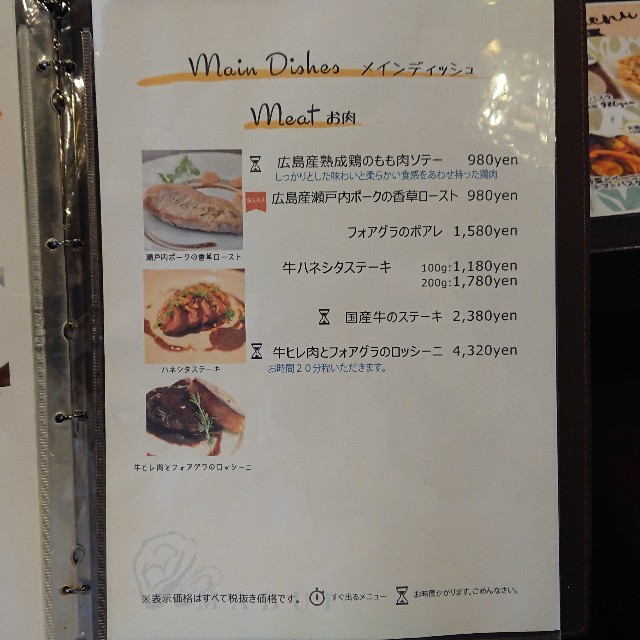 Main Dishes メインディッシュ
Meat お肉
広島産熟成鶏のもも肉ソテー 980yen
しっかりとした味わいと柔らかい食感をあわせ持った鶏肉
広島産瀬戸内ポークの香草ロースト 980yen
フォアグラのポアレ 1,580yen
牛ハネシタステーキ 100g:1,180yen
200g:1,780yen
国産牛のステーキ 2,380yen
牛ヒレ肉とフォアグラのロッシーニ 4,320yen
お時間２０分程いただきます。
瀬戸内ポークの香草ロースト
ハネシタステーキ
牛ヒレ肉とフォアグラのロッシーニ
※表示価格はすべて税抜き価格です。 すぐ出るメニュー お時間かかります、ごめんなさい。